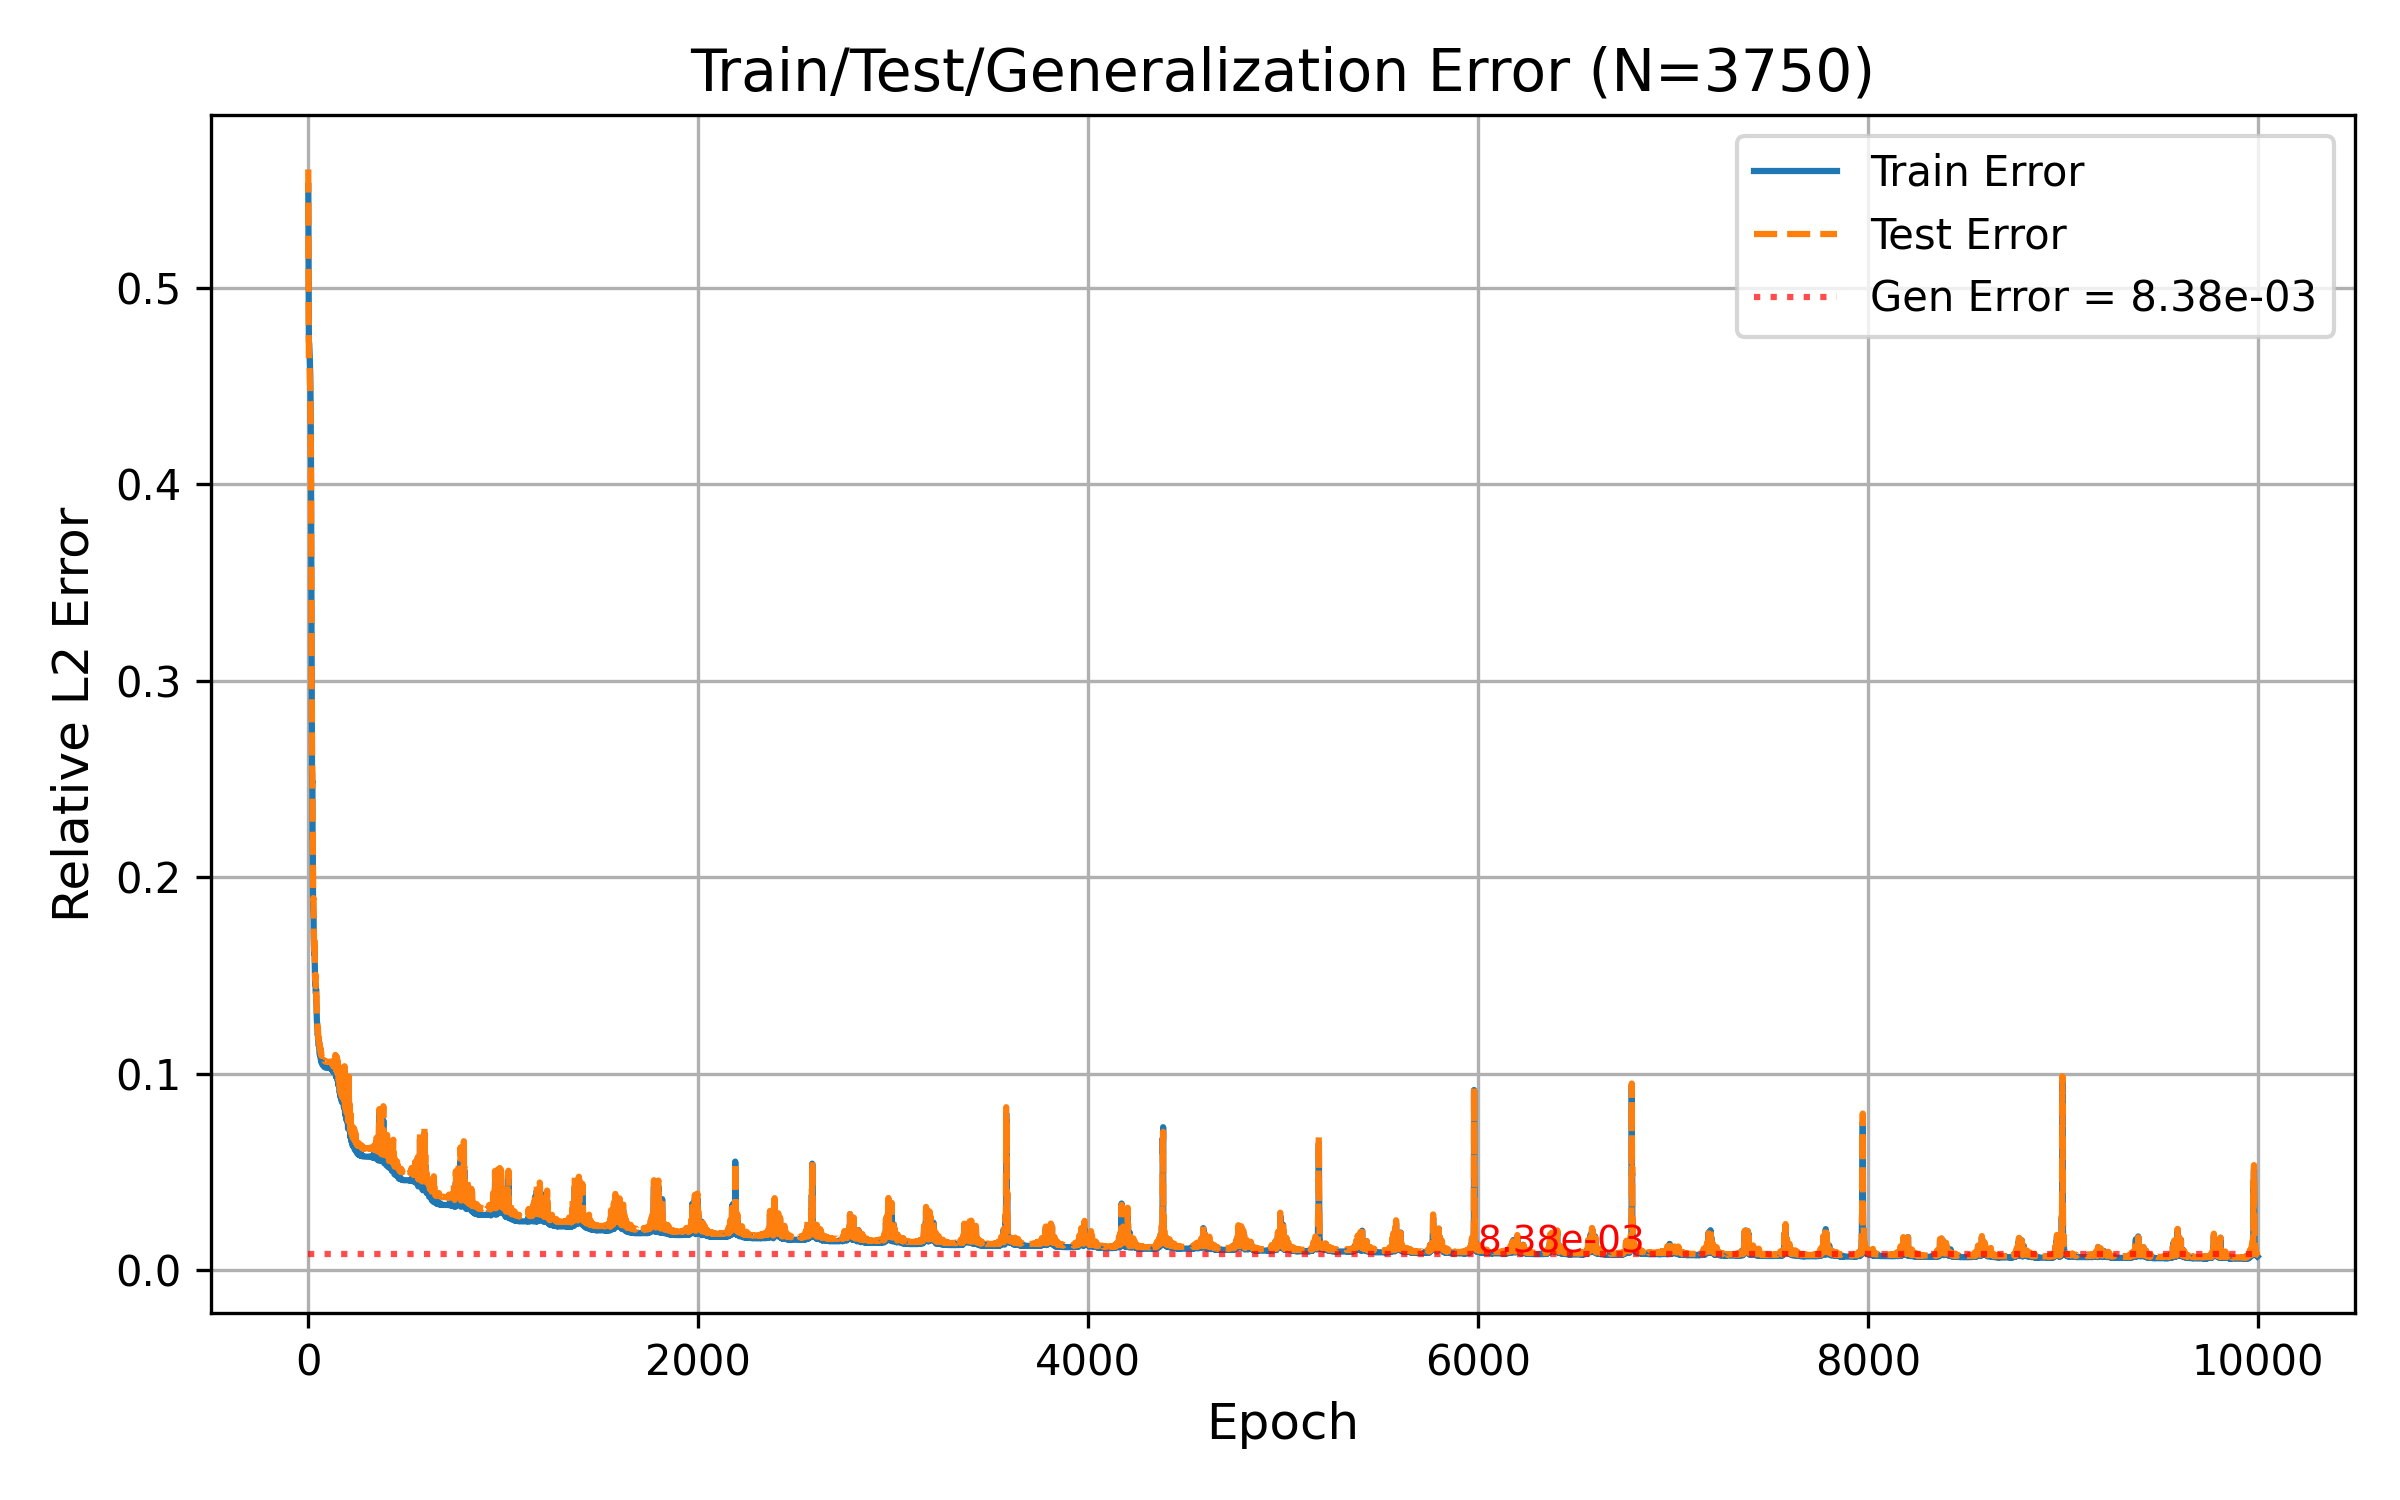 Train/Test/Generalization Error (N=3750)
Train Error
Test Error
Gen Error = 8.38e-03
Relative L2 Error
0.5
0.4
0.3
0.2
0.1
0.0
8.38e-03
0 2000 4000 6000 8000 10000
Epoch